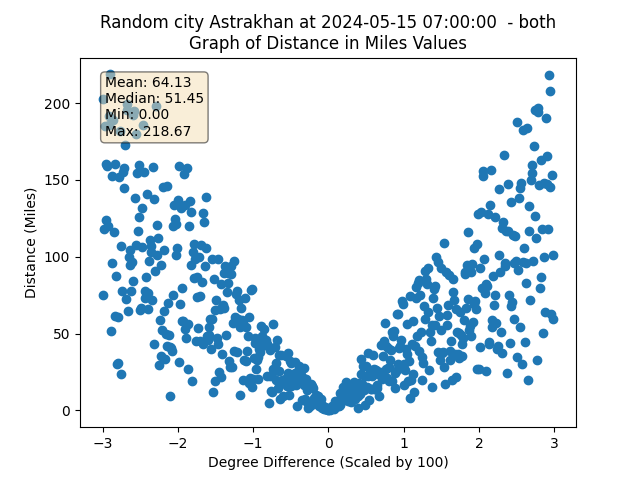 Random city Astrakhan at 2024-05-15 07:00:00  - both
Graph of Distance in Miles Values
Mean: 64.13
Median: 51.45
Min: 0.00
Max: 218.67
200
150
100
50
0
Distance (Miles)
−3 −2 −1 0 1 2 3
Degree Difference (Scaled by 100)